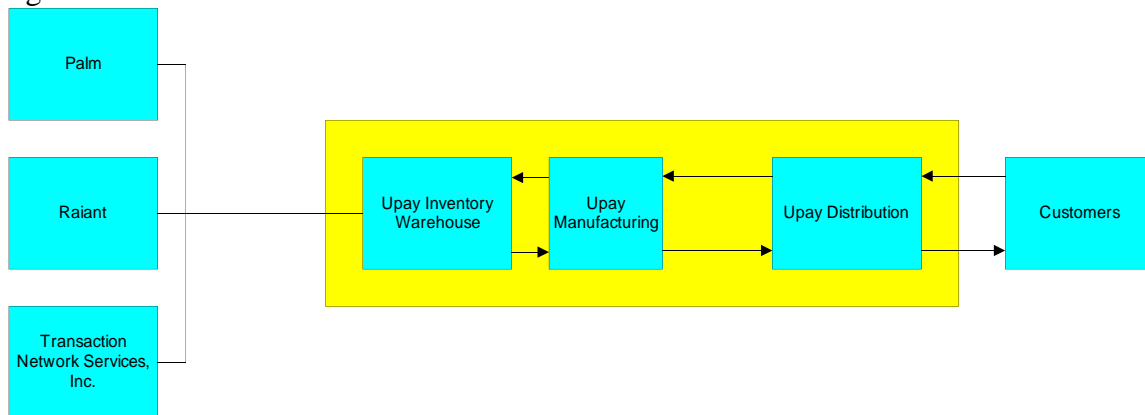 Palm
Raiant
Transaction
Network Services,
Inc.
Upay Inventory
Warehouse
Upay
Manufacturing
Upay Distribution
Customers